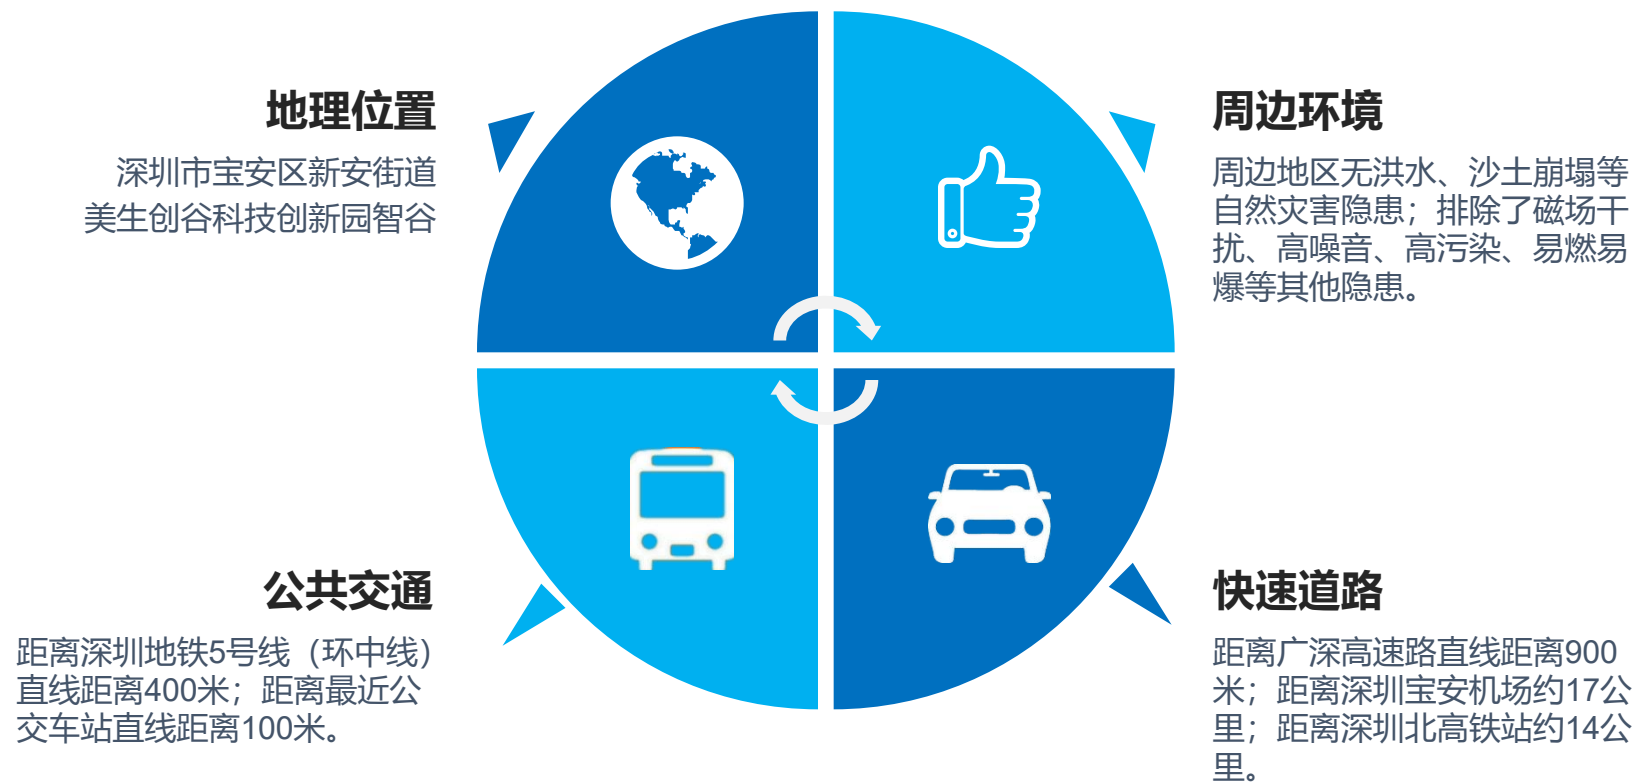 地理位置
深圳市宝安区新安街道
美生创谷科技创新园智谷
周边环境
周边地区无洪水、沙土崩塌等
自然灾害隐患；排除了磁场干
扰、高噪音、高污染、易燃易
爆等其他隐患。
公共交通
距离深圳地铁5号线（环中线）
直线距离400米；距离最近公
交车站直线距离100米。
快速道路
距离广深高速路直线距离900
米；距离深圳宝安机场约17公
里；距离深圳北高铁站约14公
里。